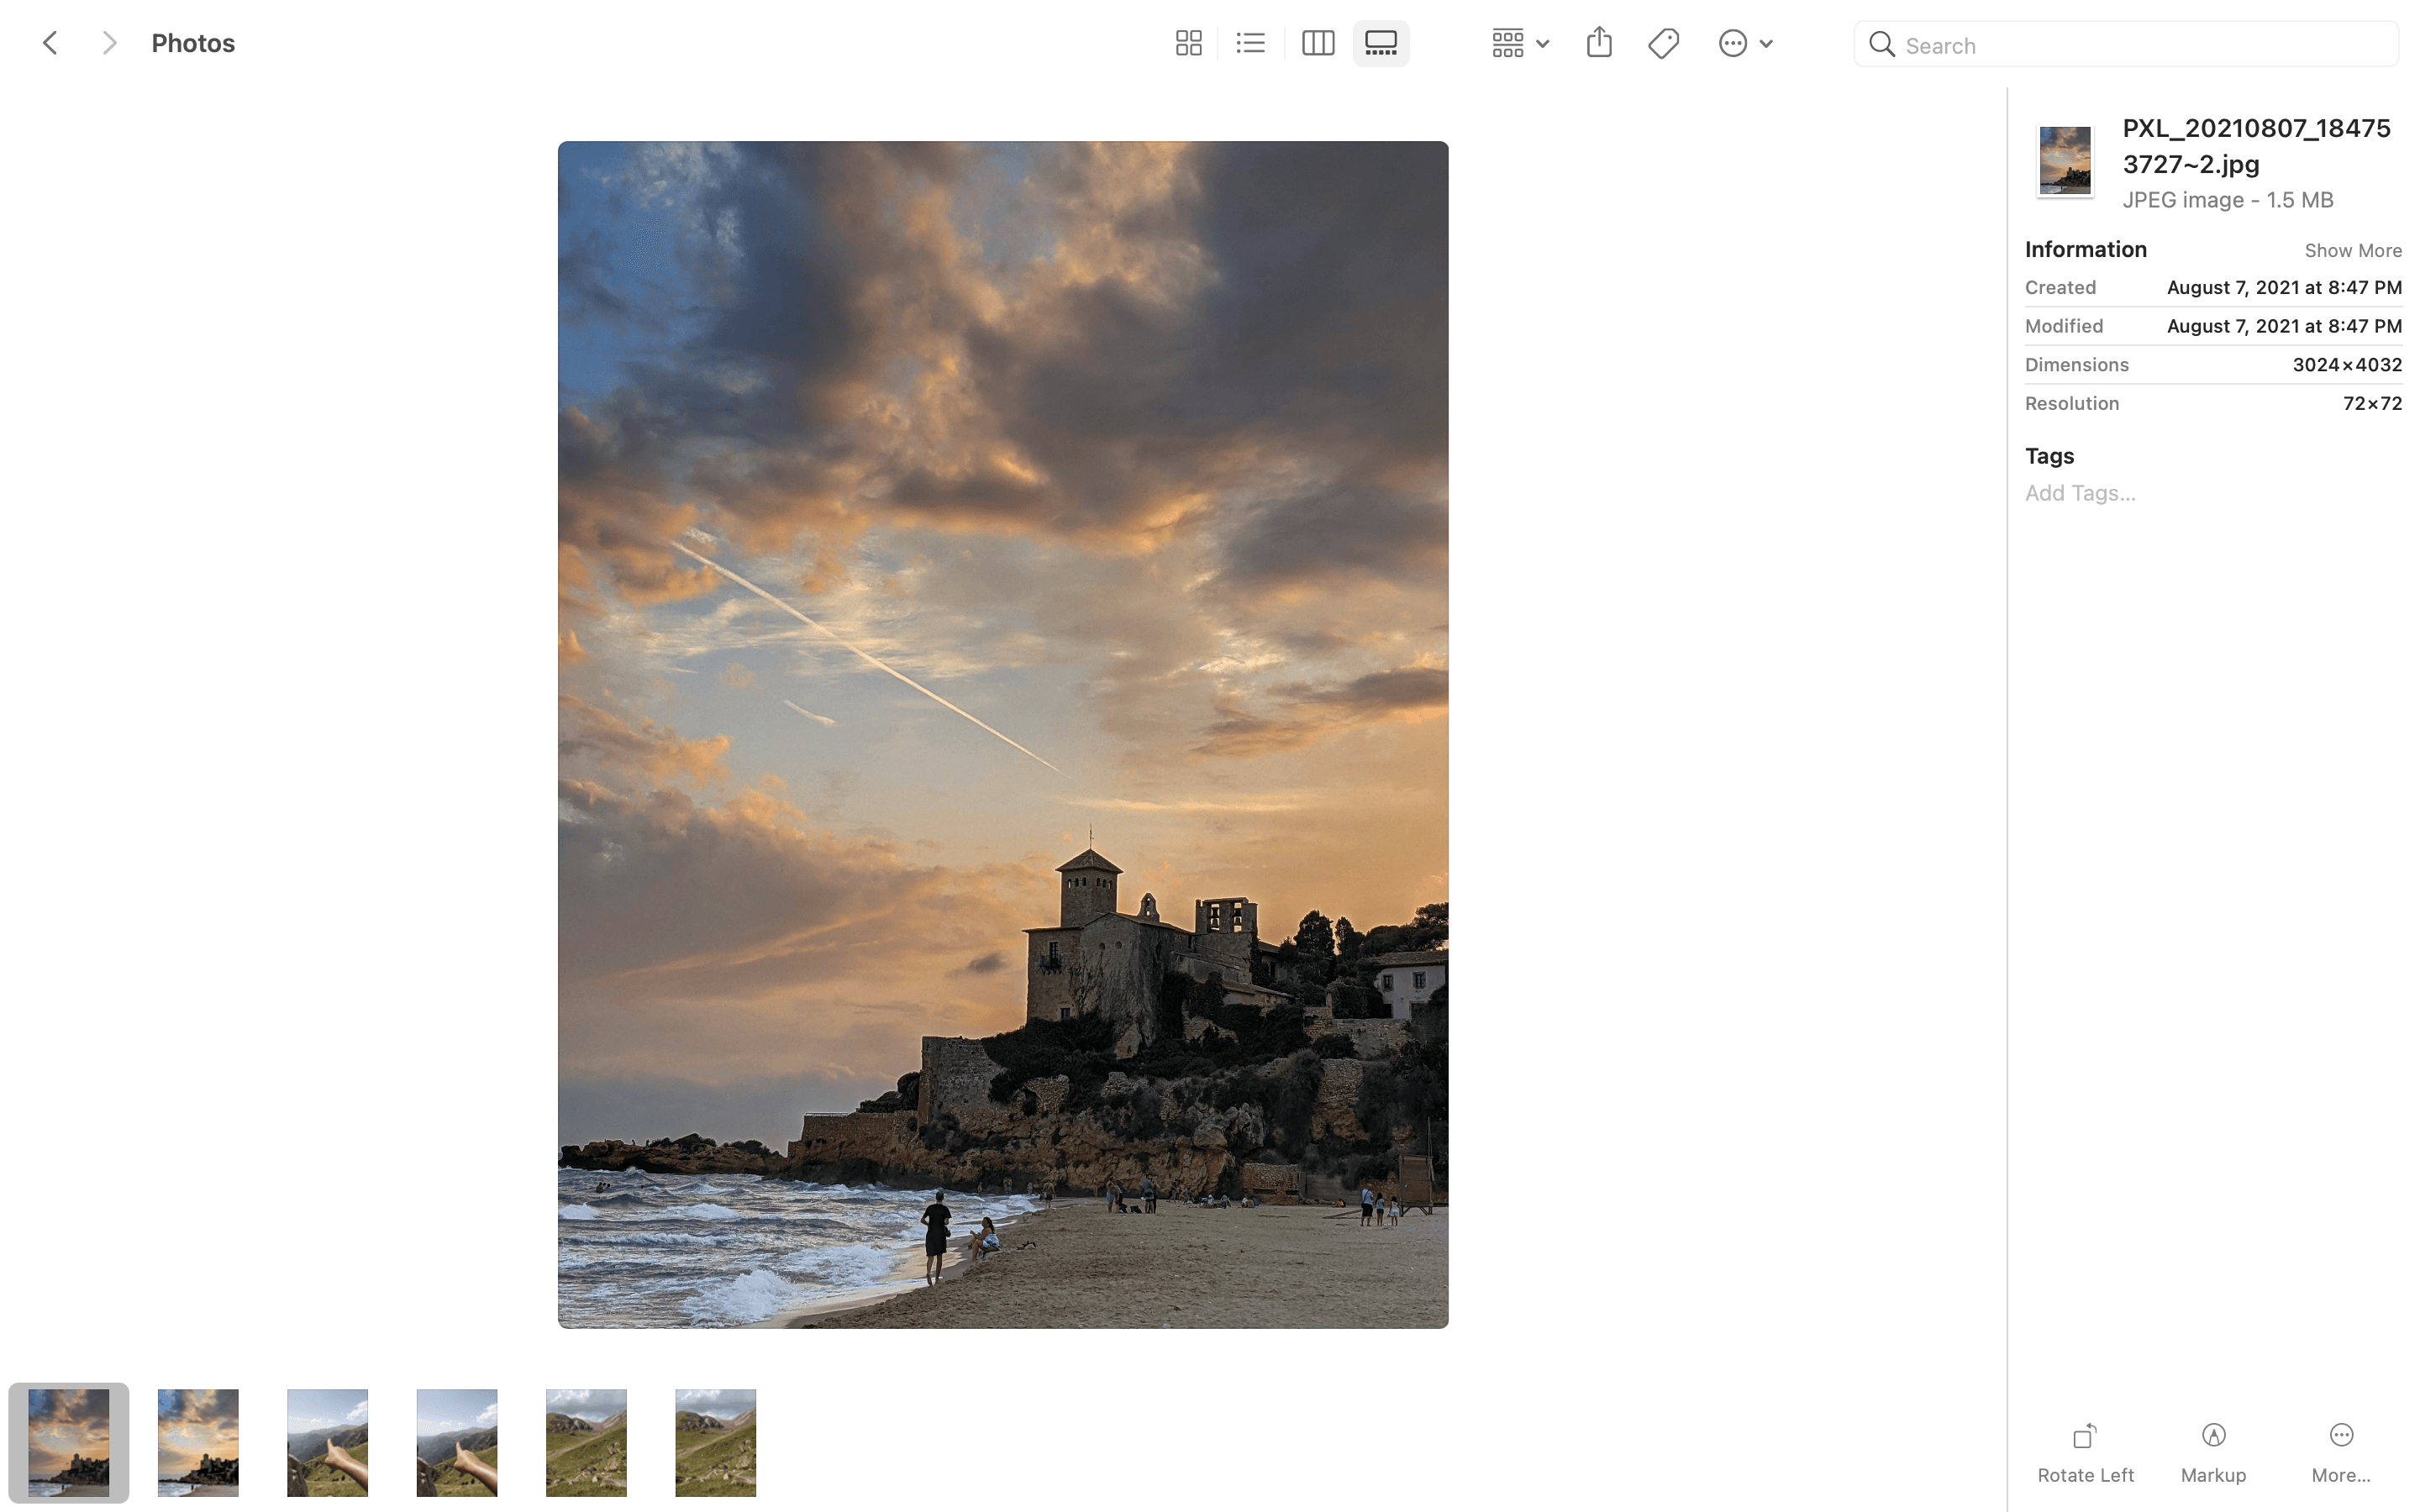 Photos
Search
PXL_20210807_18475
3727~2.jpg
JPEG image - 1.5 MB
Information
Show More
Created
August 7, 2021 at 8:47 PM
Modified
August 7, 2021 at 8:47 PM
Dimensions
3024×4032
Resolution
72×72
Tags
Add Tags...
Rotate Left
Markup
More...